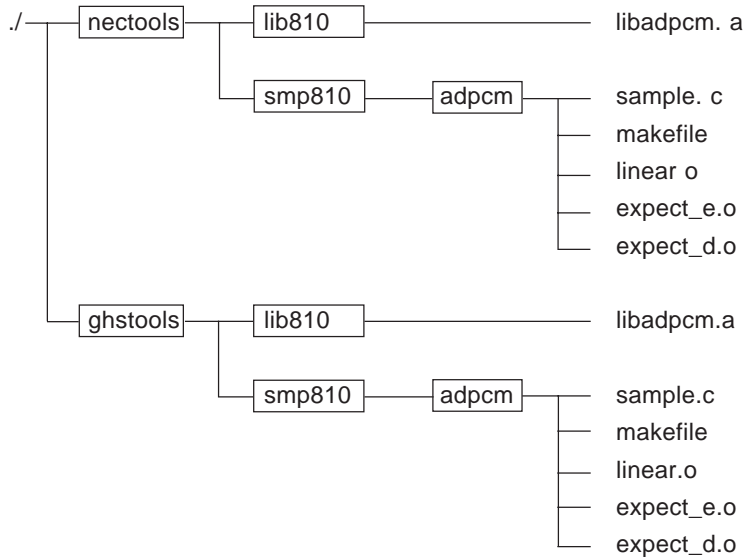 ./ nectools lib810 libadpcm. a
smp810 adpcm sample. c
makefile
linear o
expect_e.o
expect_d.o
ghstools lib810 libadpcm.a
smp810 adpcm sample.c
makefile
linear.o
expect_e.o
expect_d.o